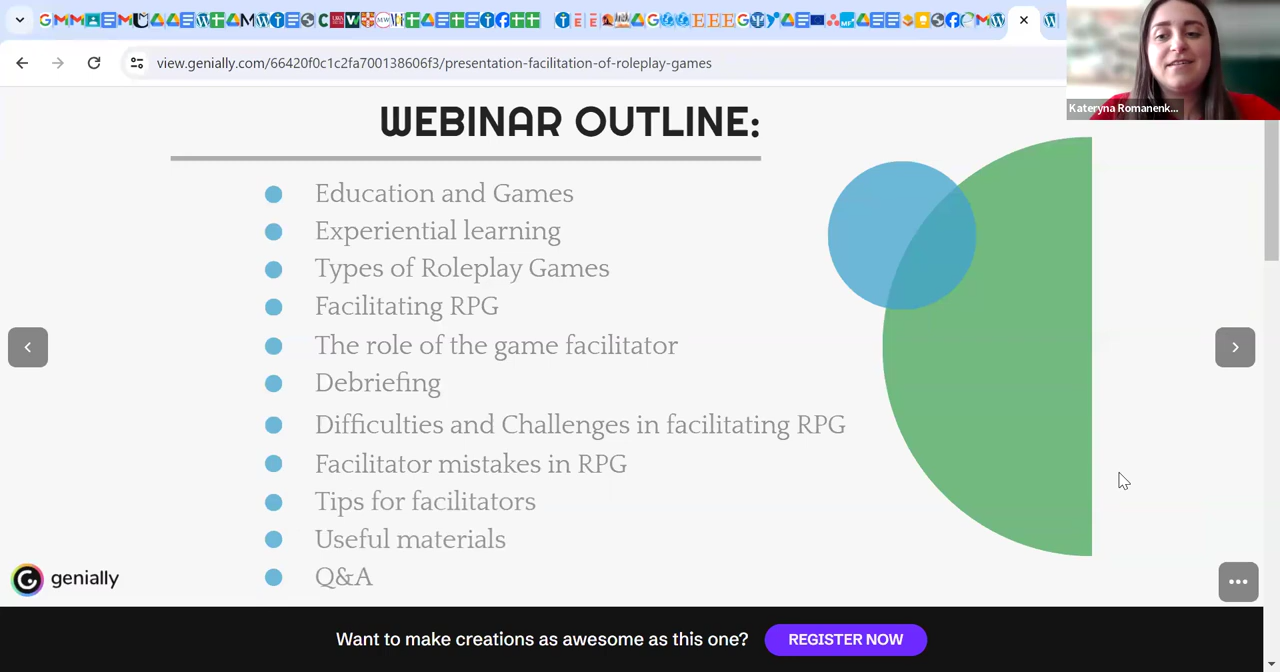 view.genially.com/66420f0c1c2fa700138606f3/presentation-facilitation-of-roleplay-games
Kateryna Romanenk...
WEBINAR OUTLINE:
Education and Games
Experiential learning
Types of Roleplay Games
Facilitating RPG
The role of the game facilitator
Debriefing
Difficulties and Challenges in facilitating RPG
Facilitator mistakes in RPG
Tips for facilitators
Useful materials
Q&A
genially
Want to make creations as awesome as this one?
REGISTER NOW